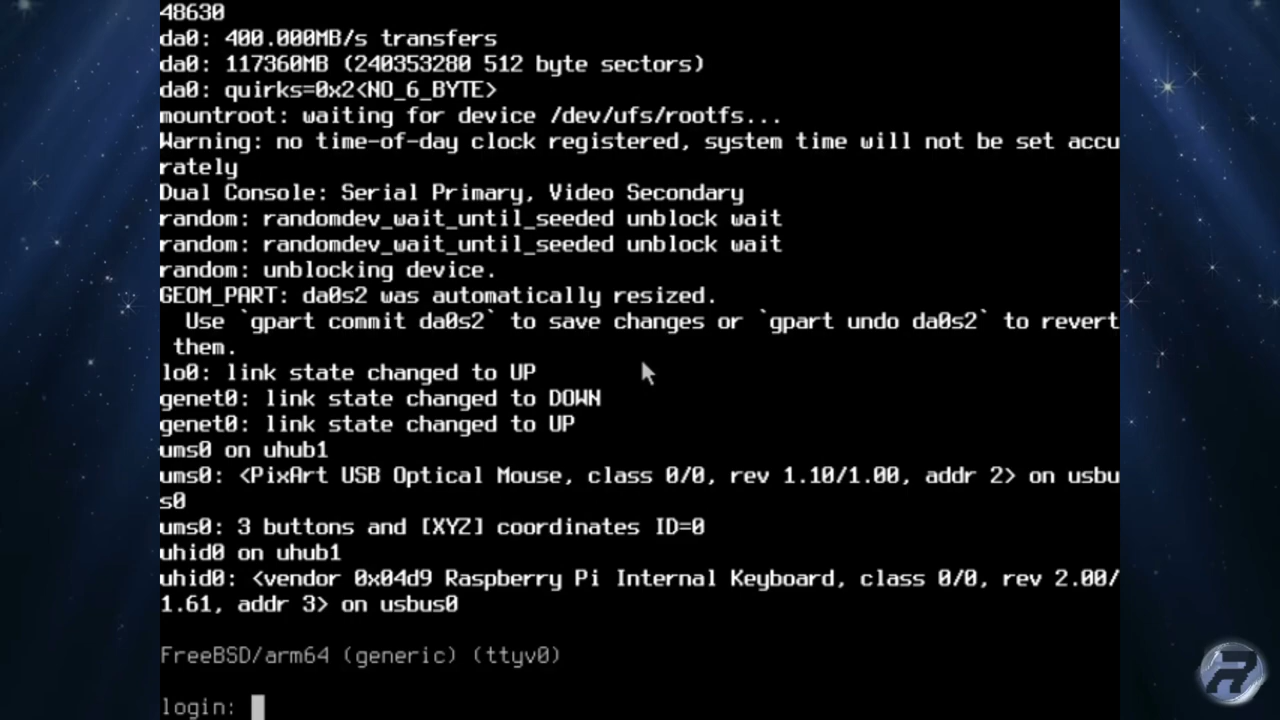 48630
da0: 400.000MB/s transfers
da0: 117360MB (240353280 512 byte sectors)
da0: quirks=0x2<NO_6_BYTE>
mountroot: waiting for device /dev/ufs/rootfs...
Warning: no time-of-day clock registered, system time will not be set accu
rately
Dual Console: Serial Primary, Video Secondary
random: randomdev_wait_until_seeded unblock wait
random: randomdev_wait_until_seeded unblock wait
random: unblocking device.
GEOM_PART: da0s2 was automatically resized.
  Use `gpart commit da0s2` to save changes or `gpart undo da0s2` to revert
 them.
lo0: link state changed to UP
genet0: link state changed to DOWN
genet0: link state changed to UP
ums0 on uhub1
ums0: <PixArt USB Optical Mouse, class 0/0, rev 1.10/1.00, addr 2> on usbu
s0
ums0: 3 buttons and [XYZ] coordinates ID=0
uhid0 on uhub1
uhid0: <vendor 0x04d9 Raspberry Pi Internal Keyboard, class 0/0, rev 2.00/
1.61, addr 3> on usbus0
FreeBSD/arm64 (generic) (ttyv0)
login:
R